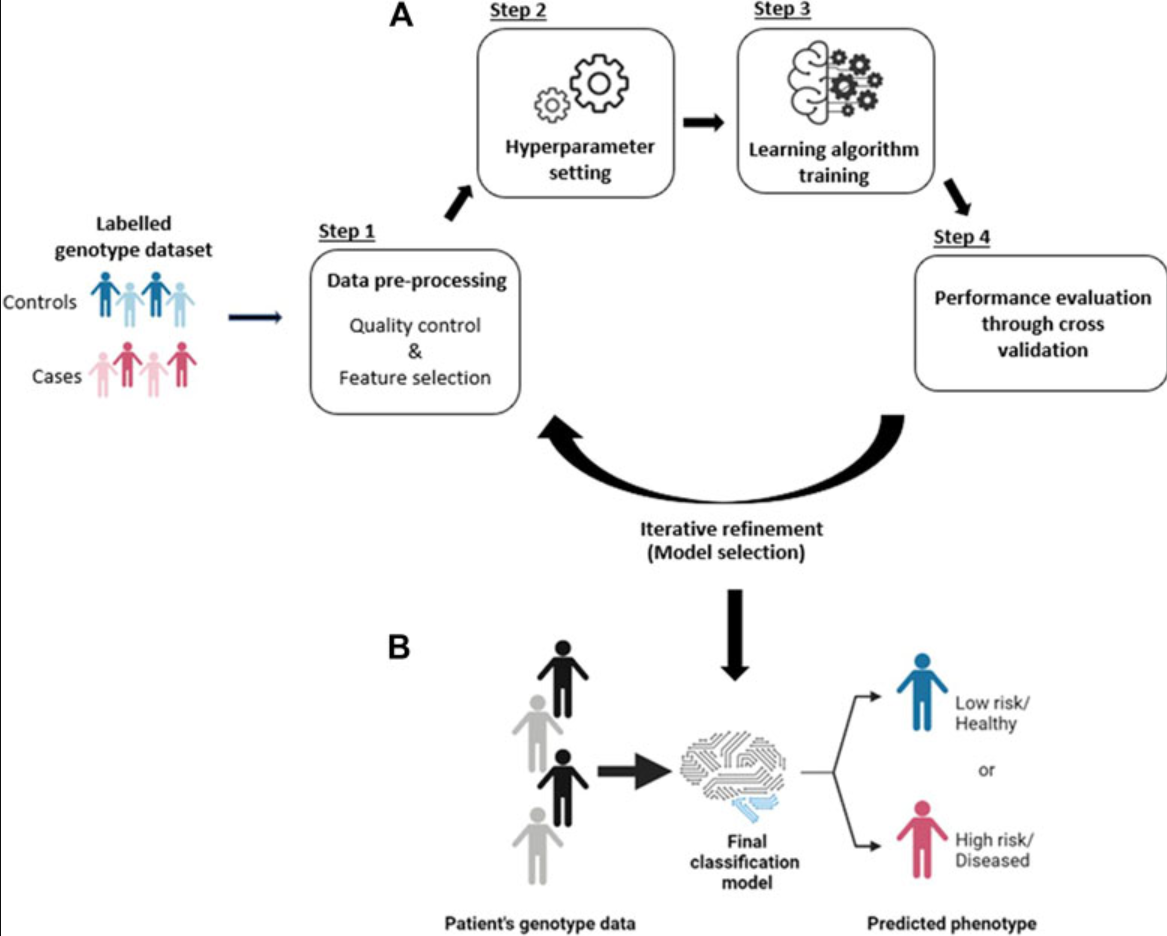 A
Step 2
Hyperparameter
setting
Step 3
Learning algorithm
training
Labelled
genotype dataset
Controls
Cases
Step 1
Data pre-processing
Quality control
&
Feature selection
Step 4
Performance evaluation
through cross
validation
Iterative refinement
(Model selection)
B
Patient's genotype data
Final
classification
model
Low risk/
Healthy
or
High risk/
Diseased
Predicted phenotype